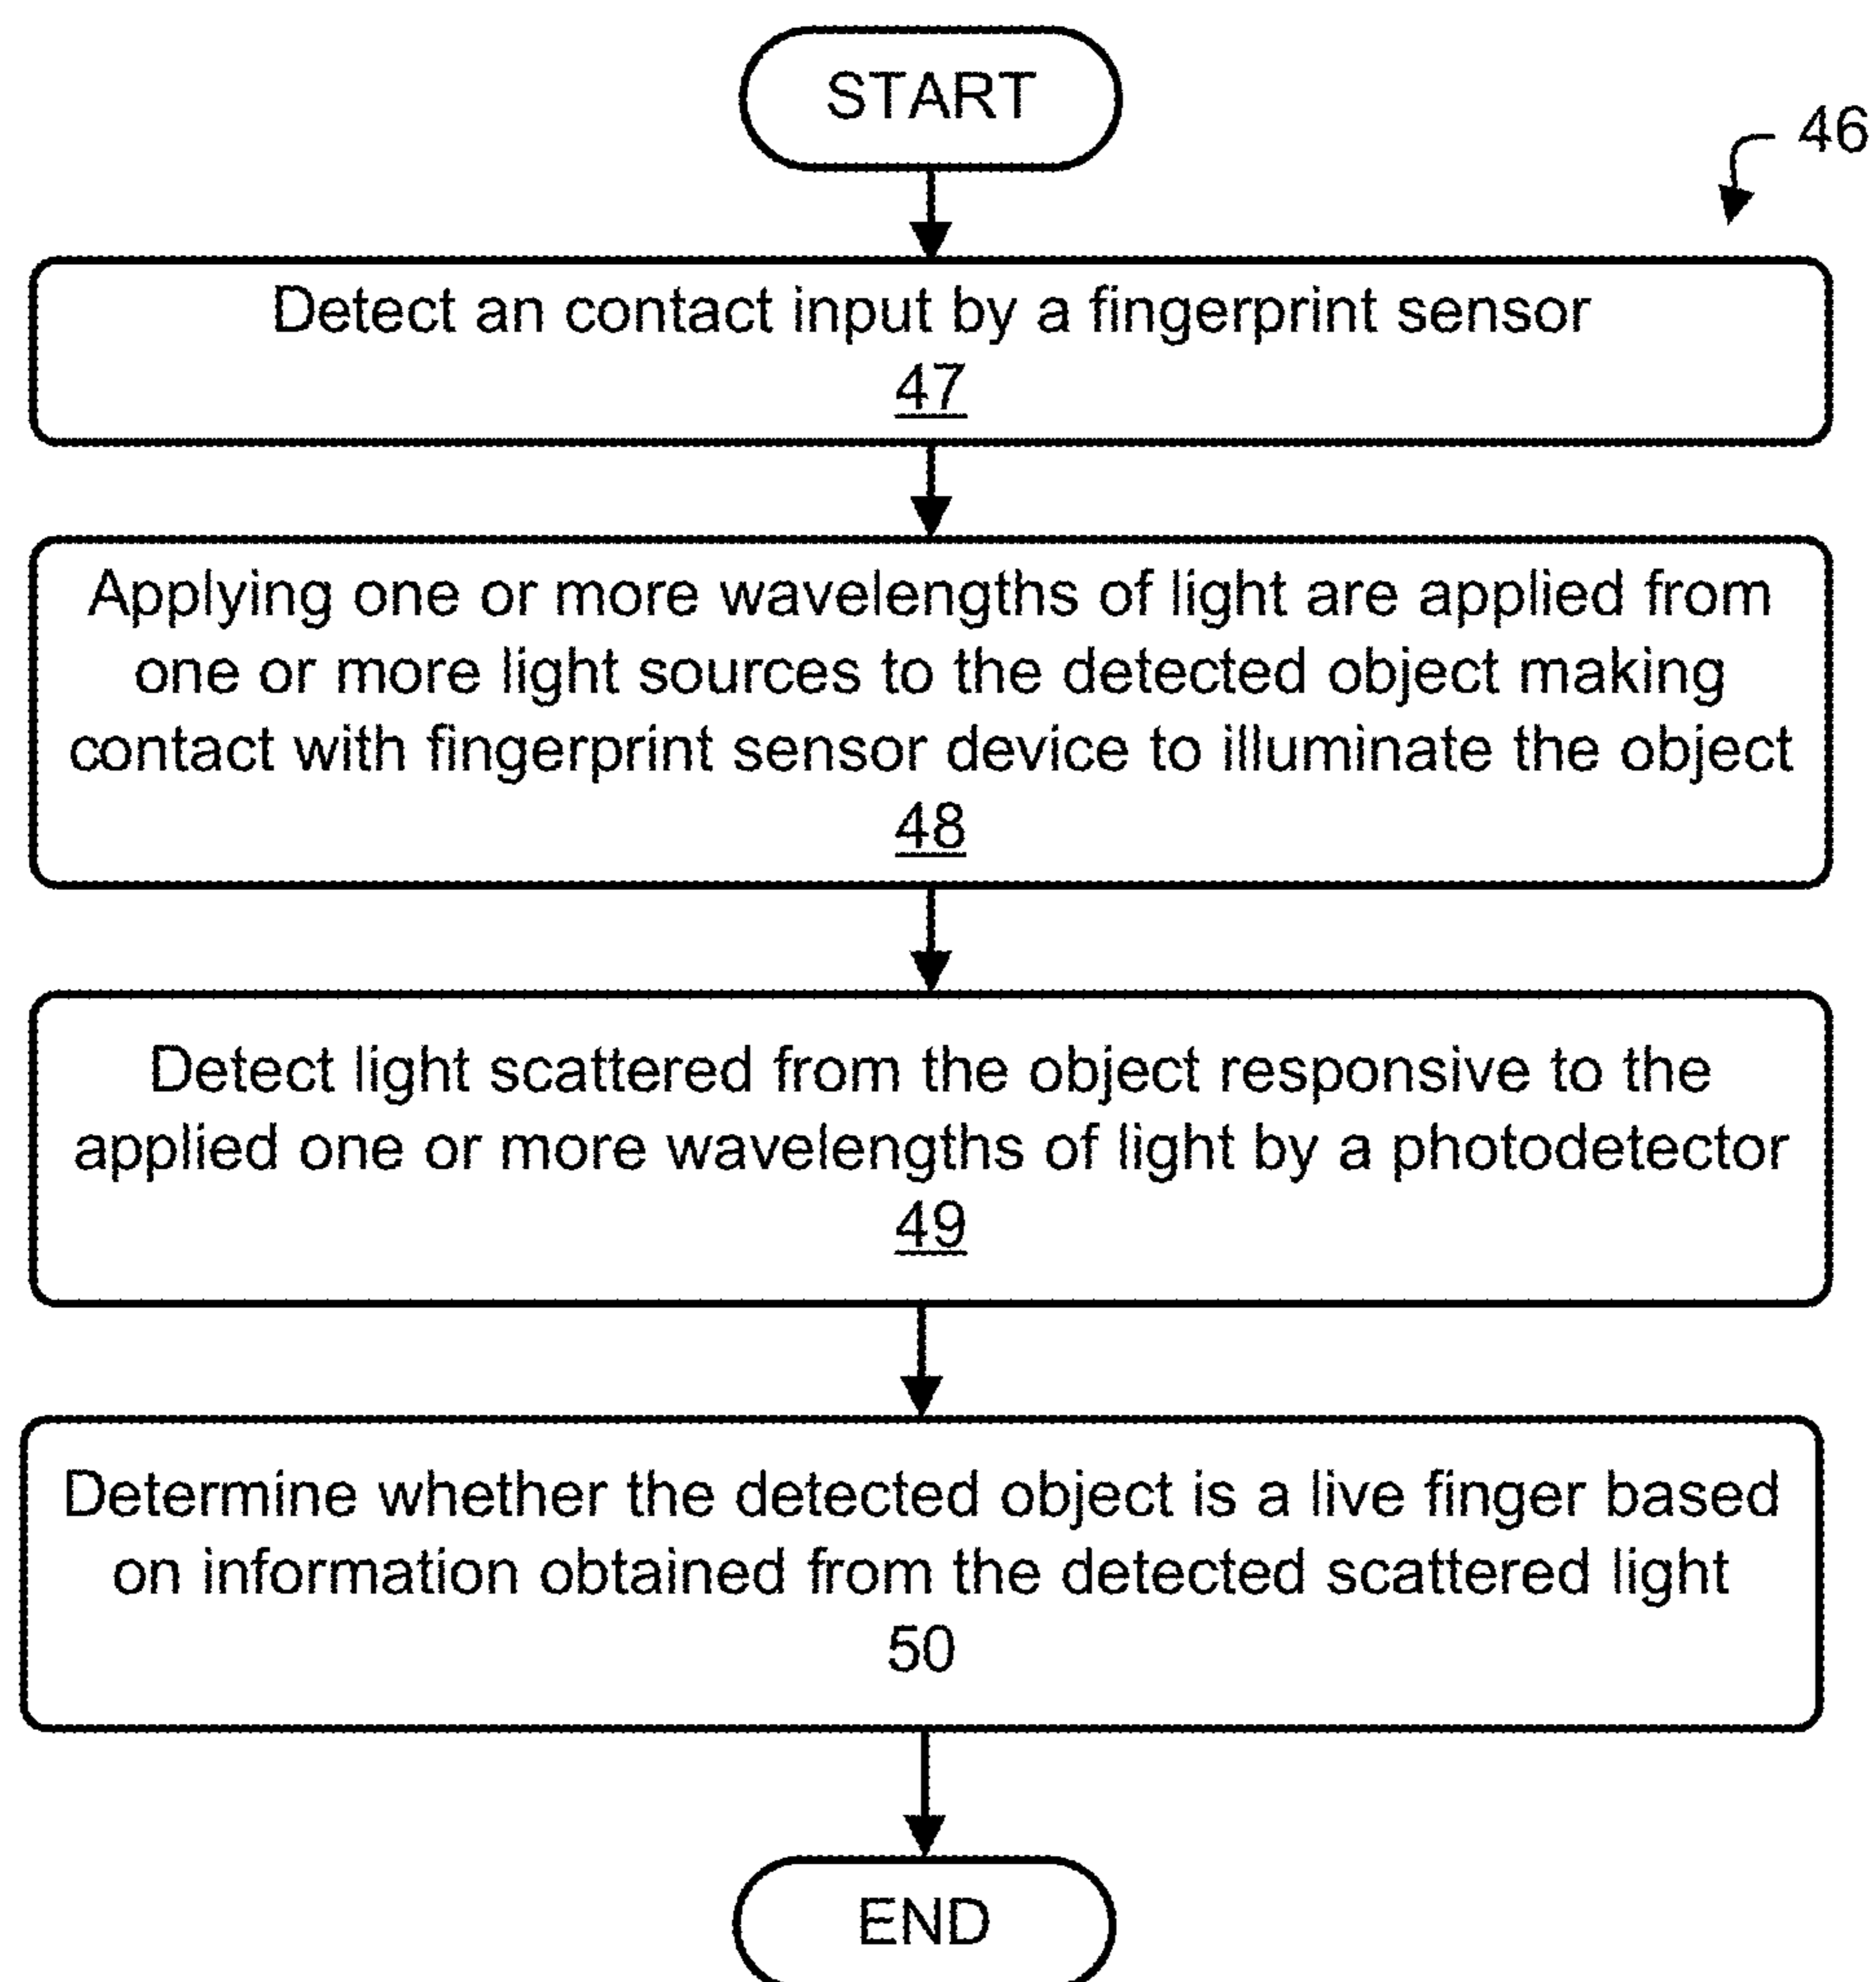 START
46
Detect an contact input by a fingerprint sensor
47
Applying one or more wavelengths of light are applied from
one or more light sources to the detected object making
contact with fingerprint sensor device to illuminate the object
48
Detect light scattered from the object responsive to the
applied one or more wavelengths of light by a photodetector
49
Determine whether the detected object is a live finger based
on information obtained from the detected scattered light
50
END